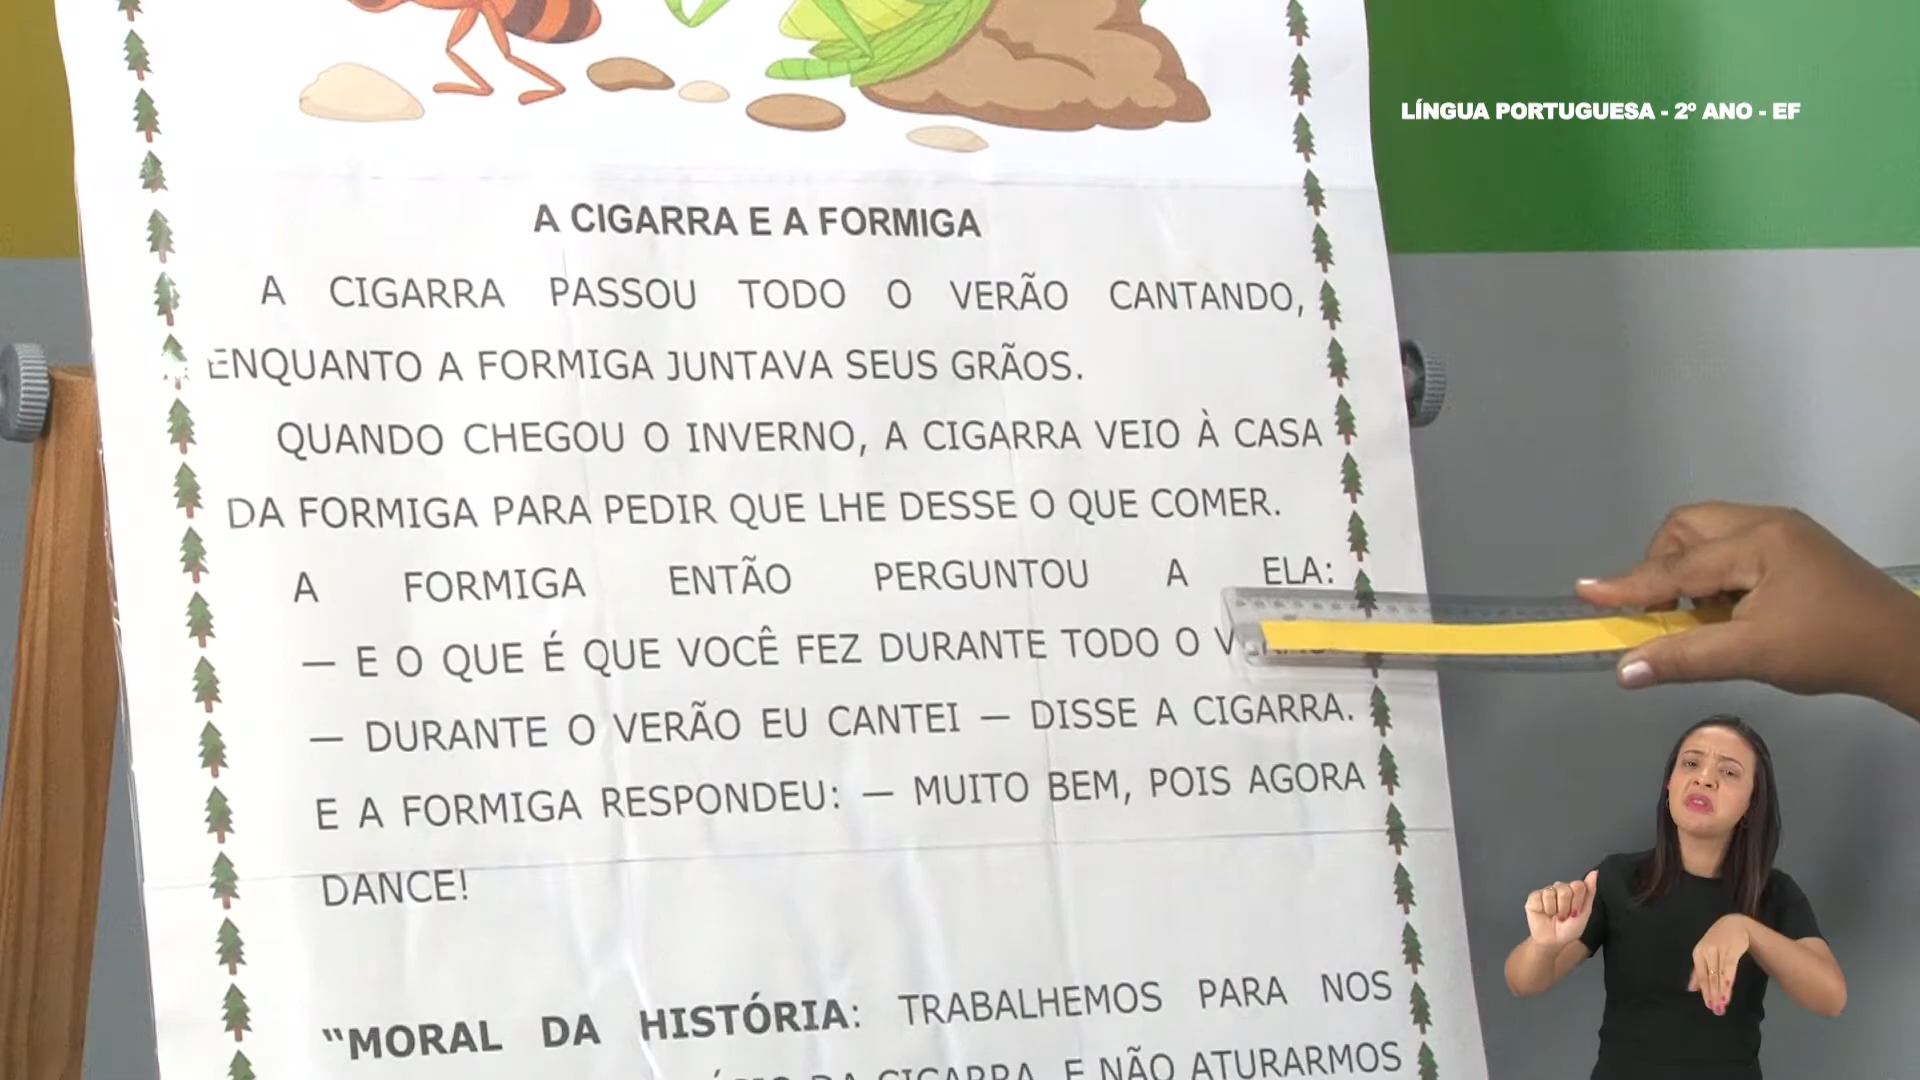 LÍNGUA PORTUGUESA - 2º ANO - EF
A CIGARRA E A FORMIGA
A CIGARRA PASSOU TODO O VERÃO CANTANDO,
ENQUANTO A FORMIGA JUNTAVA SEUS GRÃOS.
QUANDO CHEGOU O INVERNO, A CIGARRA VEIO À CASA
DA FORMIGA PARA PEDIR QUE LHE DESSE O QUE COMER.
A FORMIGA ENTÃO PERGUNTOU A ELA:
— E O QUE É QUE VOCÊ FEZ DURANTE TODO O
— DURANTE O VERÃO EU CANTEI — DISSE A CIGARRA.
E A FORMIGA RESPONDEU: — MUITO BEM, POIS AGORA
DANCE!
“MORAL DA HISTÓRIA: TRABALHEMOS PARA NOS
DA CIGARRA, E NÃO ATURARMOS